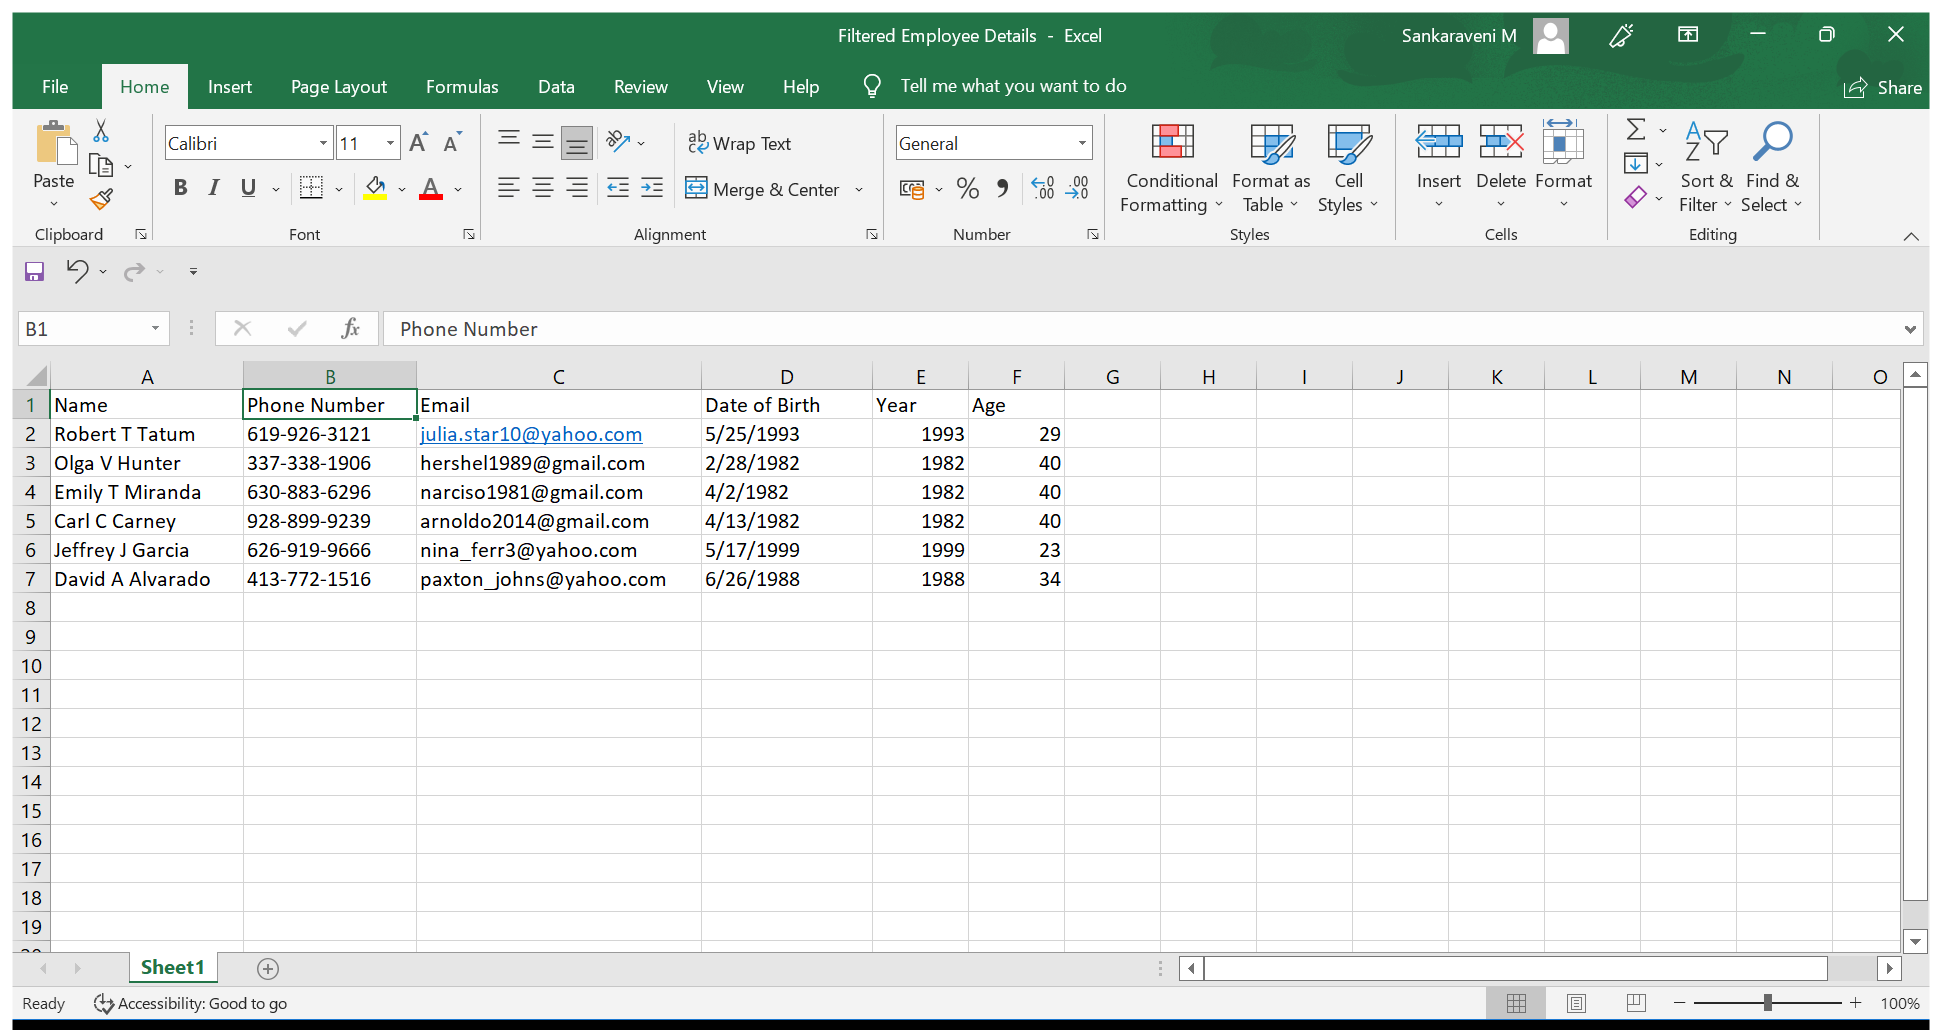 Filtered Employee Details - Excel
Sankaraveni M
File Home Insert Page Layout Formulas Data Review View Help Tell me what you want to do
Share
Paste
Clipboard
Calibri 11
A A
B I U A
Font
ab Wrap Text
Merge & Center
Alignment
General
% , .0 .00 .00 .0
Number
Conditional Formatting
Format as Table
Cell Styles
Styles
Insert Delete Format
Cells
Sort & Filter
Find & Select
Editing
B1
fx
Phone Number
A B C D E F G H I J K L M N O
1 Name Phone Number Email Date of Birth Year Age
2 Robert T Tatum 619-926-3121 julia.star10@yahoo.com 5/25/1993 1993 29
3 Olga V Hunter 337-338-1906 hershel1989@gmail.com 2/28/1982 1982 40
4 Emily T Miranda 630-883-6296 narciso1981@gmail.com 4/2/1982 1982 40
5 Carl C Carney 928-899-9239 arnoldo2014@gmail.com 4/13/1982 1982 40
6 Jeffrey J Garcia 626-919-9666 nina_ferr3@yahoo.com 5/17/1999 1999 23
7 David A Alvarado 413-772-1516 paxton_johns@yahoo.com 6/26/1988 1988 34
8
9
10
11
12
13
14
15
16
17
18
19
Sheet1
Ready Accessibility: Good to go
100%